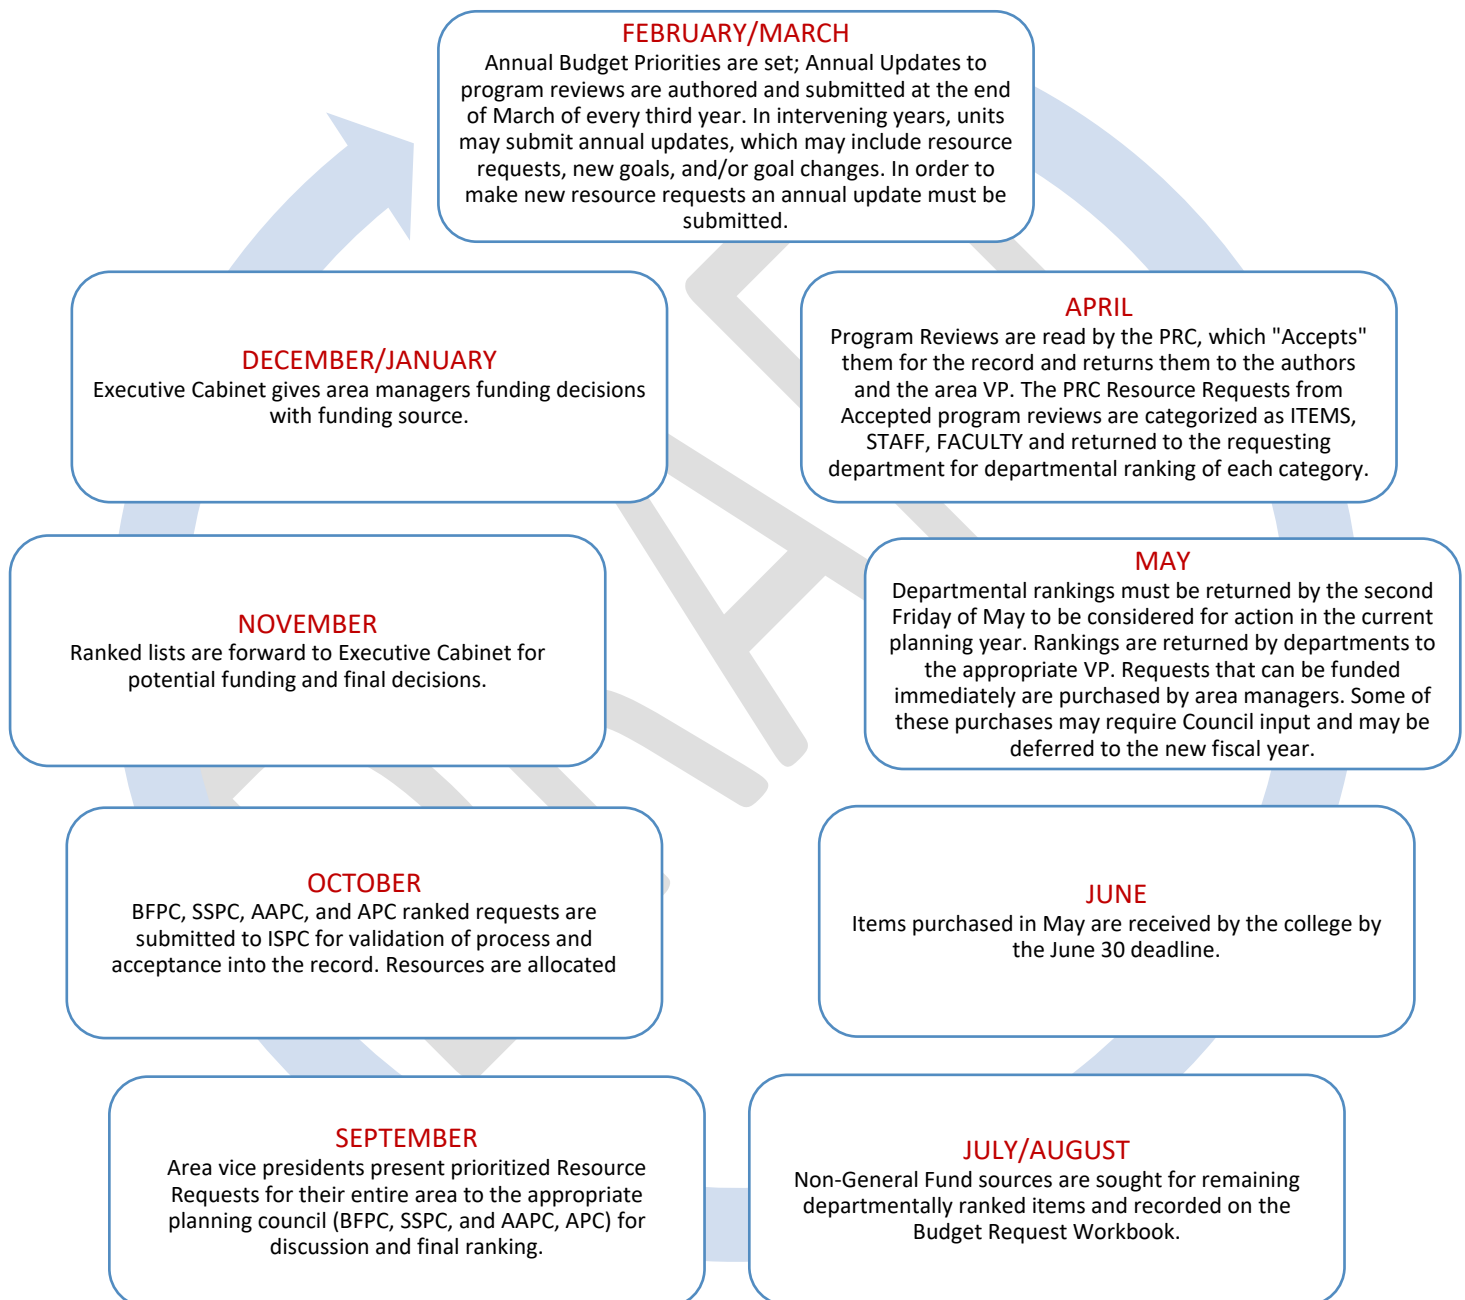 FEBRUARY/MARCH
Annual Budget Priorities are set; Annual Updates to
program reviews are authored and submitted at the end
of March of every third year. In intervening years, units
may submit annual updates, which may include resource
requests, new goals, and/or goal changes. In order to
make new resource requests an annual update must be
submitted.
APRIL
Program Reviews are read by the PRC, which "Accepts"
them for the record and returns them to the authors
and the area VP. The PRC Resource Requests from
Accepted program reviews are categorized as ITEMS,
STAFF, FACULTY and returned to the requesting
department for departmental ranking of each category.
MAY
Departmental rankings must be returned by the second
Friday of May to be considered for action in the current
planning year. Rankings are returned by departments to
the appropriate VP. Requests that can be funded
immediately are purchased by area managers. Some of
these purchases may require Council input and may be
deferred to the new fiscal year.
JUNE
Items purchased in May are received by the college by
the June 30 deadline.
JULY/AUGUST
Non-General Fund sources are sought for remaining
departmentally ranked items and recorded on the
Budget Request Workbook.
SEPTEMBER
Area vice presidents present prioritized Resource
Requests for their entire area to the appropriate
planning council (BFPC, SSPC, and AAPC, APC) for
discussion and final ranking.
OCTOBER
BFPC, SSPC, AAPC, and APC ranked requests are
submitted to ISPC for validation of process and
acceptance into the record. Resources are allocated
NOVEMBER
Ranked lists are forward to Executive Cabinet for
potential funding and final decisions.
DECEMBER/JANUARY
Executive Cabinet gives area managers funding decisions
with funding source.